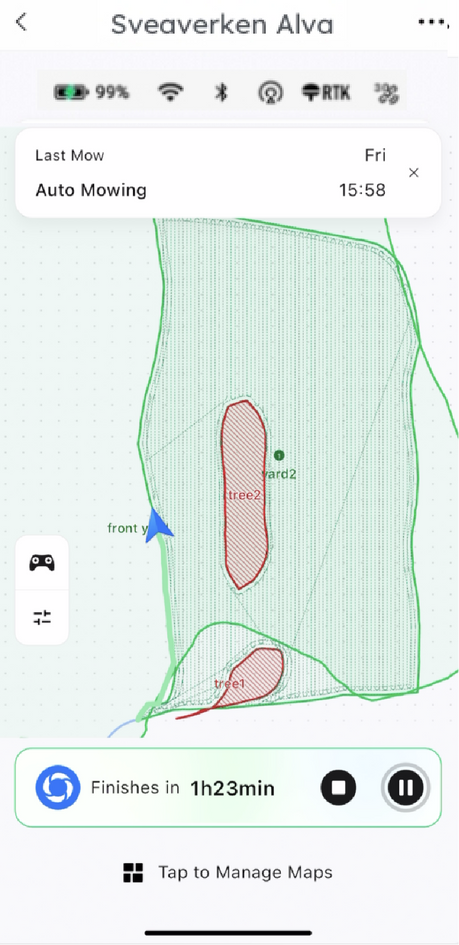 Sveaverken Alva
99% RTK
Last Mow Fri
Auto Mowing 15:58
1
yard2
tree2
front y
tree1
Finishes in 1h23min
Tap to Manage Maps